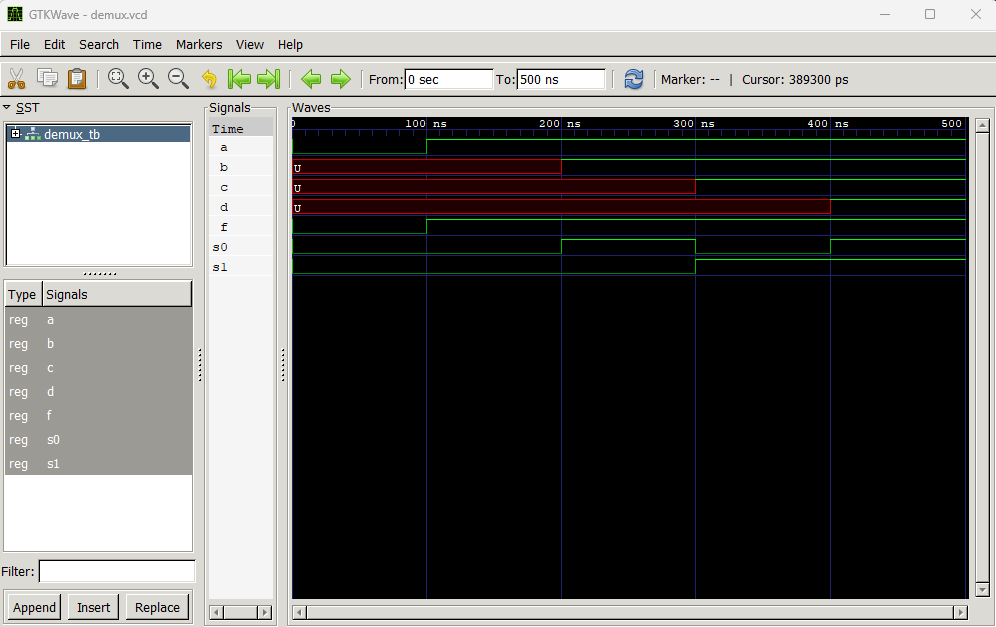 GTKWave - demux.vcd
File Edit Search Time Markers View Help
From: 0 sec To: 500 ns Marker: -- | Cursor: 389300 ps
SST
demux_tb
Type Signals
reg a
reg b
reg c
reg d
reg f
reg s0
reg s1
Filter:
Append Insert Replace
Signals
Time
a
b
c
d
f
s0
s1
Waves
0 100 ns 200 ns 300 ns 400 ns 500
U
U
U